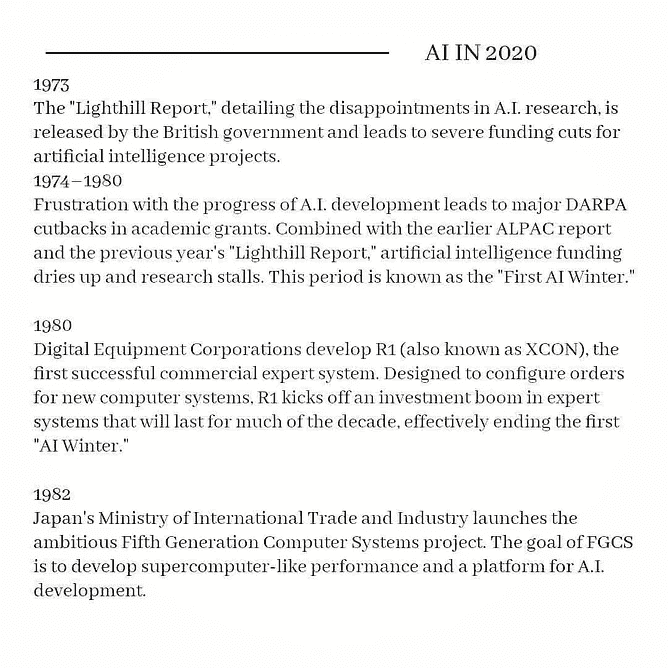 AI IN 2020
1973
The "Lighthill Report," detailing the disappointments in A.I. research, is
released by the British government and leads to severe funding cuts for
artificial intelligence projects.
1974–1980
Frustration with the progress of A.I. development leads to major DARPA
cutbacks in academic grants. Combined with the earlier ALPAC report
and the previous year's "Lighthill Report," artificial intelligence funding
dries up and research stalls. This period is known as the "First AI Winter."
1980
Digital Equipment Corporations develop R1 (also known as XCON), the
first successful commercial expert system. Designed to configure orders
for new computer systems, R1 kicks off an investment boom in expert
systems that will last for much of the decade, effectively ending the first
"AI Winter."
1982
Japan's Ministry of International Trade and Industry launches the
ambitious Fifth Generation Computer Systems project. The goal of FGCS
is to develop supercomputer-like performance and a platform for A.I.
development.